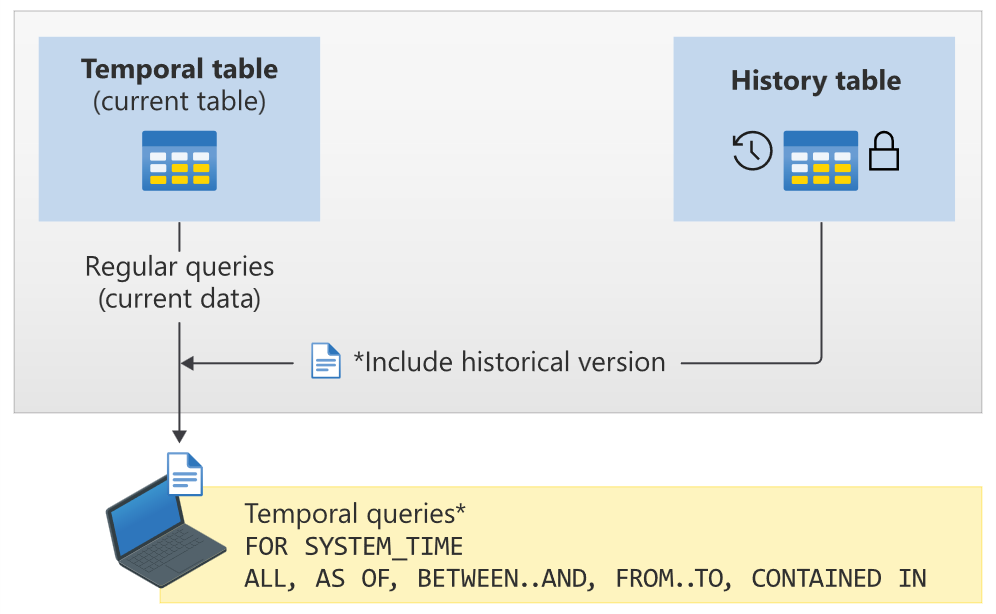 Temporal table
(current table)
History table
Regular queries
(current data)
*Include historical version
Temporal queries*
FOR SYSTEM_TIME
ALL, AS OF, BETWEEN..AND, FROM..TO, CONTAINED IN